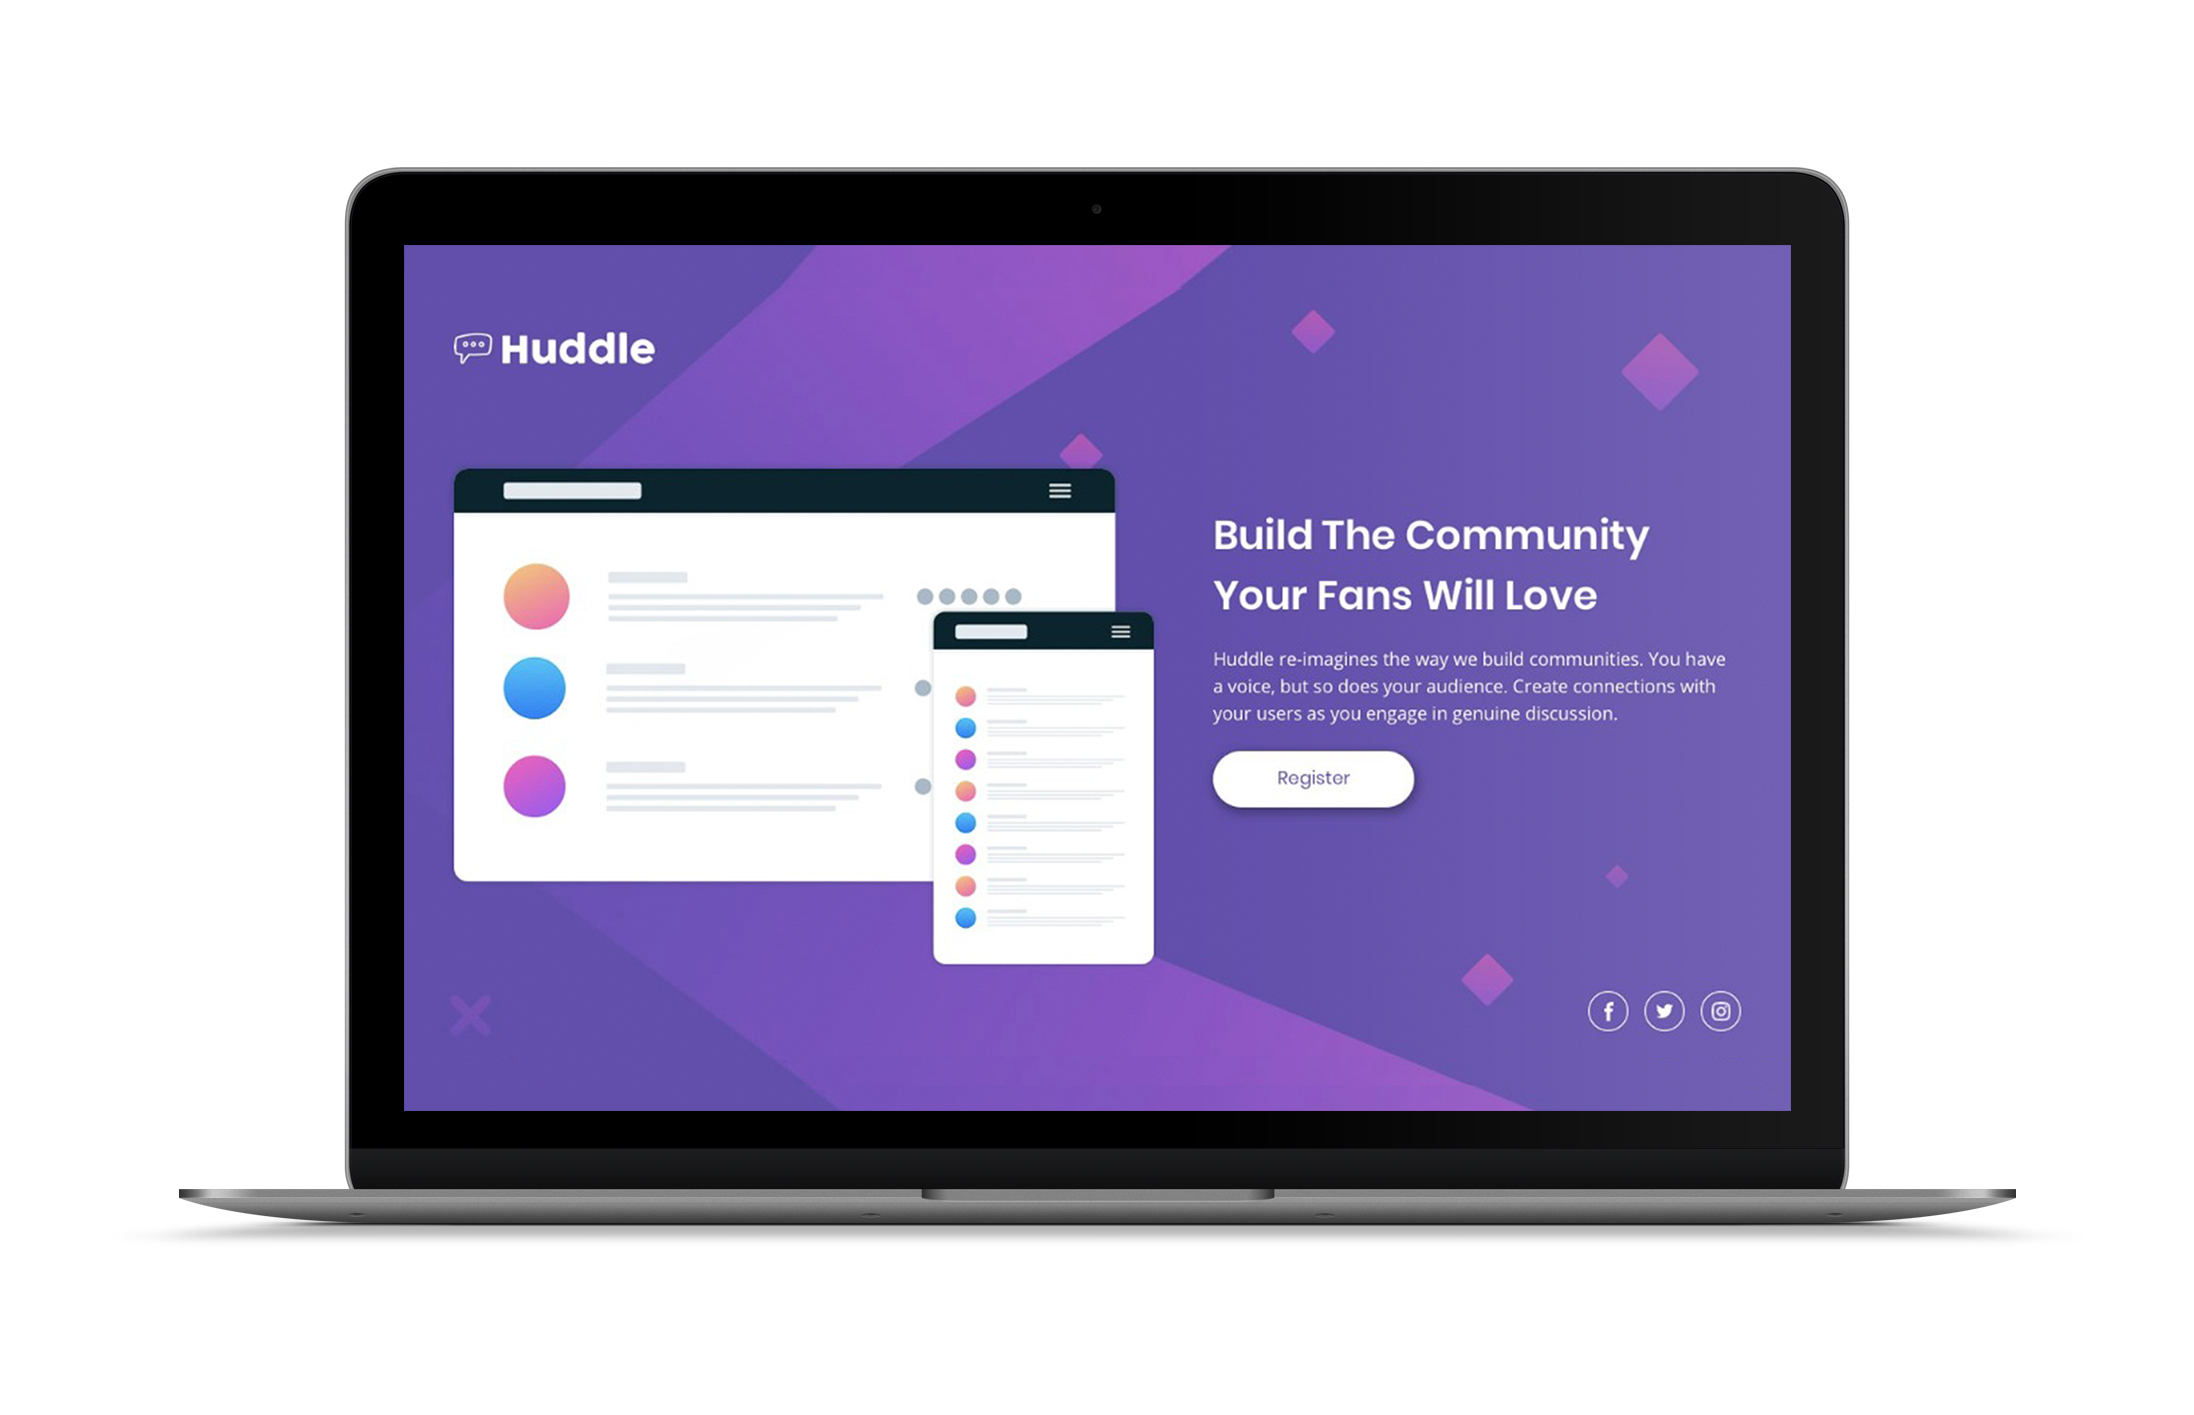 Huddle
Build The Community
Your Fans Will Love
Huddle re-imagines the way we build communities. You have
a voice, but so does your audience. Create connections with
your users as you engage in genuine discussion.
Register